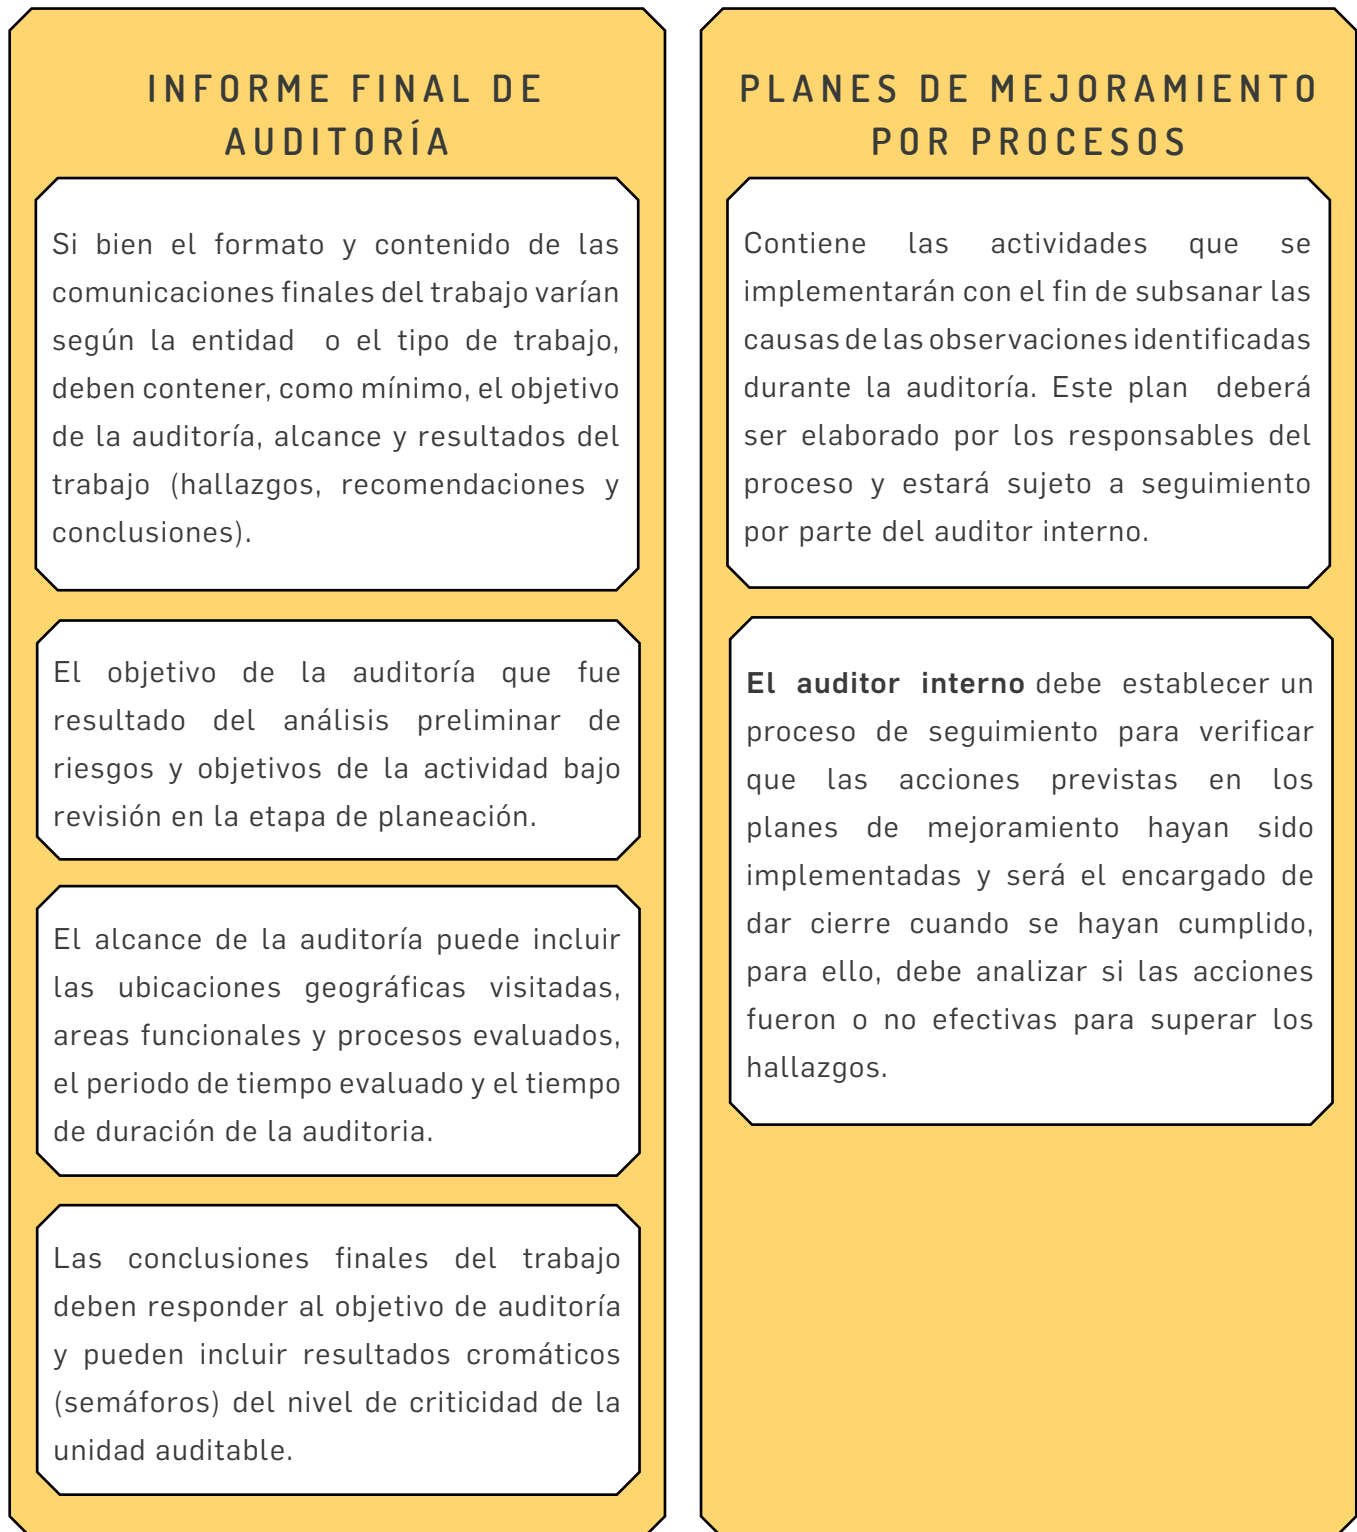 INFORME FINAL DE
AUDITORÍA
Si bien el formato y contenido de las
comunicaciones finales del trabajo varían
según la entidad o el tipo de trabajo,
deben contener, como mínimo, el objetivo
de la auditoría, alcance y resultados del
trabajo (hallazgos, recomendaciones y
conclusiones).
El objetivo de la auditoría que fue
resultado del análisis preliminar de
riesgos y objetivos de la actividad bajo
revisión en la etapa de planeación.
El alcance de la auditoría puede incluir
las ubicaciones geográficas visitadas,
areas funcionales y procesos evaluados,
el periodo de tiempo evaluado y el tiempo
de duración de la auditoria.
Las conclusiones finales del trabajo
deben responder al objetivo de auditoría
y pueden incluir resultados cromáticos
(semáforos) del nivel de criticidad de la
unidad auditable.
PLANES DE MEJORAMIENTO
POR PROCESOS
Contiene las actividades que se
implementarán con el fin de subsanar las
causas de las observaciones identificadas
durante la auditoría. Este plan deberá
ser elaborado por los responsables del
proceso y estará sujeto a seguimiento
por parte del auditor interno.
El auditor interno debe establecer un
proceso de seguimiento para verificar
que las acciones previstas en los
planes de mejoramiento hayan sido
implementadas y será el encargado de
dar cierre cuando se hayan cumplido,
para ello, debe analizar si las acciones
fueron o no efectivas para superar los
hallazgos.